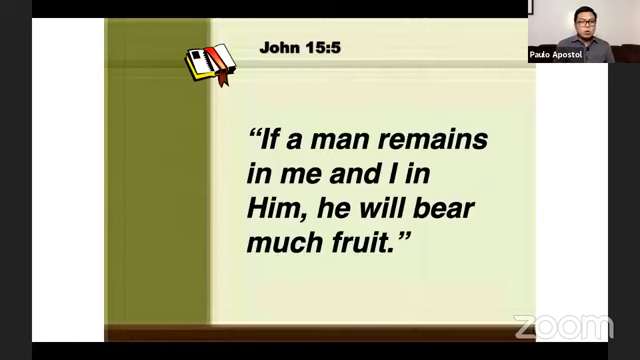 John 15:5
Paulo Apostol
“If a man remains
in me and I in
Him, he will bear
much fruit.”
zoom